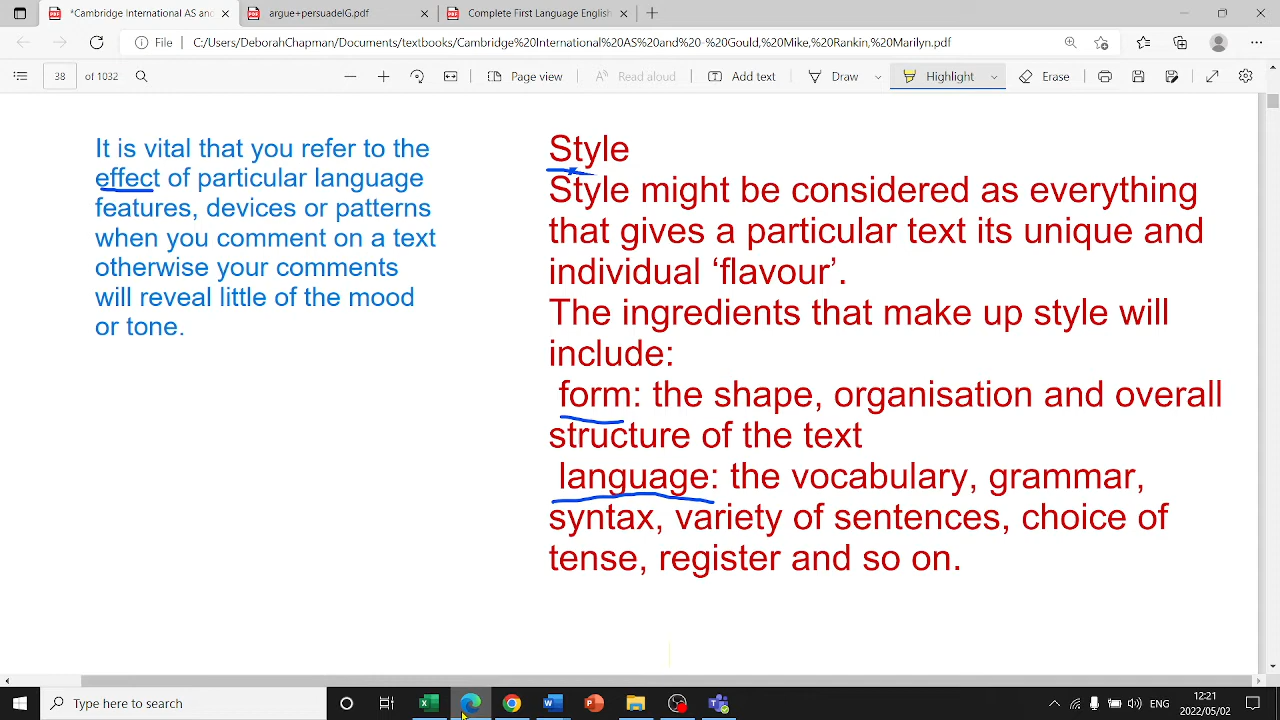 *Cambridge International AS and
argue+persuadeIG.pdf
Complete First Language English
File
C:/Users/DeborahChapman/Documents/textbooks/Cambridge%20International%20AS%20and%20-%20Gould,%20Mike,%20Rankin,%20Marilyn.pdf
38 of 1032
Page view
Read aloud
Add text
Draw
Highlight
Erase
It is vital that you refer to the
effect of particular language
features, devices or patterns
when you comment on a text
otherwise your comments
will reveal little of the mood
or tone.
Style
Style might be considered as everything
that gives a particular text its unique and
individual ‘flavour’.
The ingredients that make up style will
include:
form: the shape, organisation and overall
structure of the text
language: the vocabulary, grammar,
syntax, variety of sentences, choice of
tense, register and so on.
Type here to search
ENG
12:21
2022/05/02